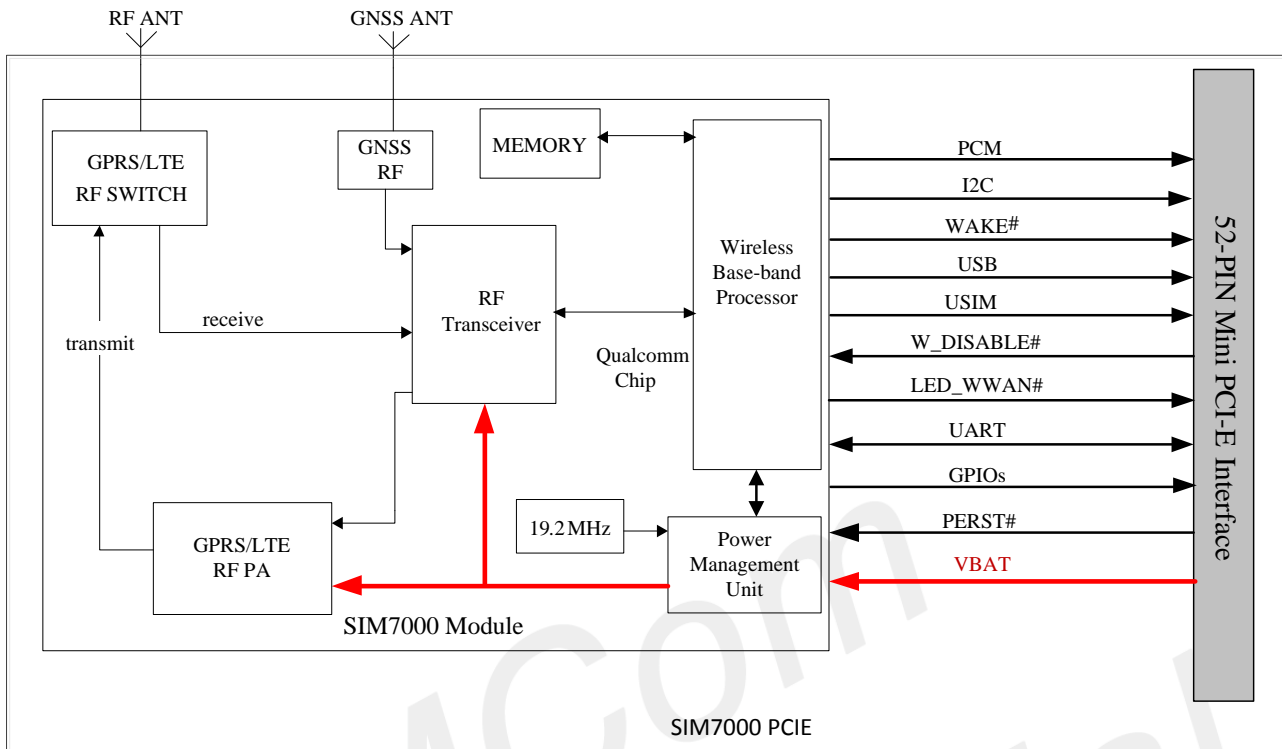 RF ANT
GNSS ANT
GPRS/LTE
RF SWITCH
GNSS
RF
MEMORY
Wireless
Base-band
Processor
RF
Transceiver
receive
transmit
Qualcomm
Chip
GPRS/LTE
RF PA
19.2 MHz
Power
Management
Unit
SIM7000 Module
PCM
I2C
WAKE#
USB
USIM
W_DISABLE#
LED_WWAN#
UART
GPIOs
PERST#
VBAT
52-PIN Mini PCI-E Interface
SIM7000 PCIE